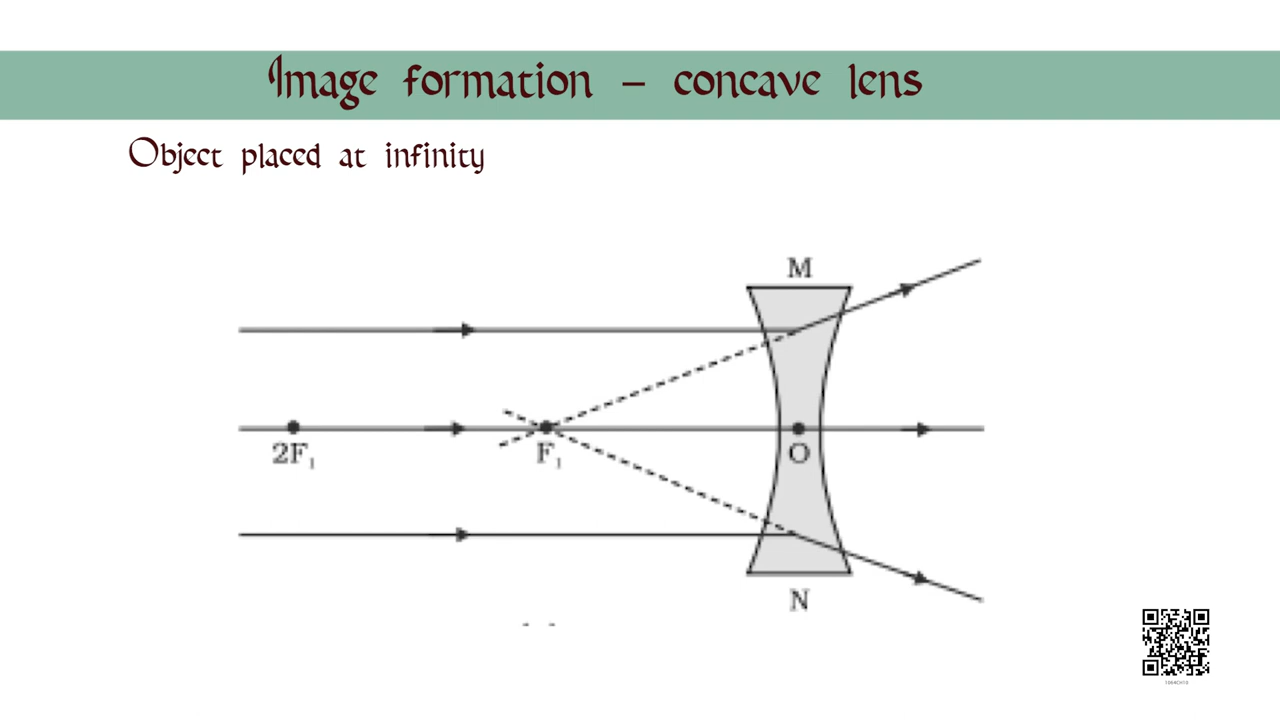 Image formation – concave lens
Object placed at infinity
M
2F₁
F₁
O
N